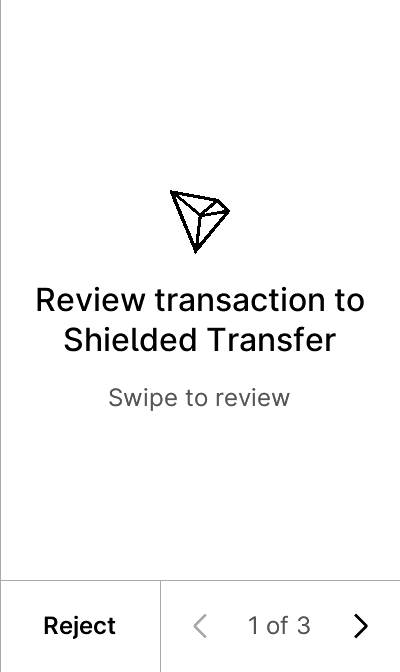 Review transaction to
Shielded Transfer
Swipe to review
Reject
1 of 3